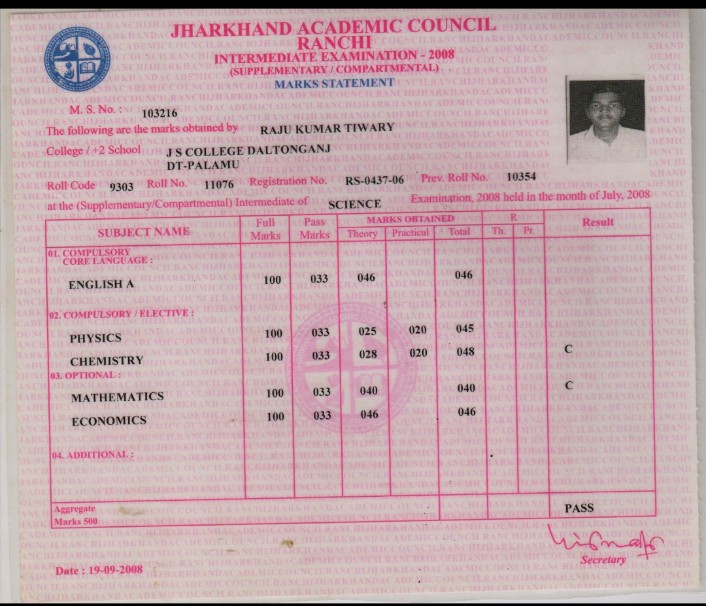 JHARKHAND ACADEMIC COUNCIL
RANCHI
INTERMEDIATE EXAMINATION - 2008
(SUPPLEMENTARY / COMPARTMENTAL)
MARKS STATEMENT
M. S. No. : 103216
The following are the marks obtained by RAJU KUMAR TIWARY
College / +2 School J S COLLEGE DALTONGANJ
DT-PALAMU
Roll Code 9303 Roll No. 11076 Registration No. RS-0437-06 Prev. Roll No. 10354
at the (Supplementary/Compartmental) Intermediate of SCIENCE Examination, 2008 held in the month of July, 2008
SUBJECT NAME Full Marks Pass Marks MARKS OBTAINED R Result
Theory Practical Total Th. Pr.
01. COMPULSORY
CORE LANGUAGE :
ENGLISH A 100 033 046 046
02. COMPULSORY / ELECTIVE :
PHYSICS 100 033 025 020 045
CHEMISTRY 100 033 028 020 048 C
03. OPTIONAL :
MATHEMATICS 100 033 040 040 C
ECONOMICS 100 033 046 046
04. ADDITIONAL :
Aggregate
Marks 500 PASS
Secretary
Date : 19-09-2008